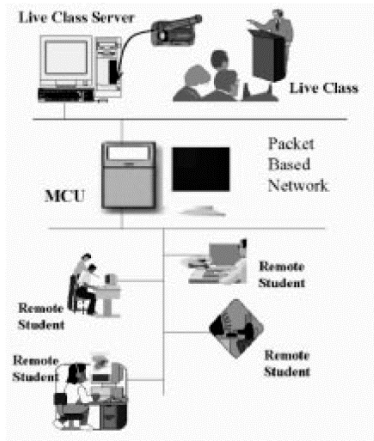 Live Class Server
Live Class
Packet
Based
Network
MCU
Remote
Student
Remote
Student
Remote
Student
Remote
Student